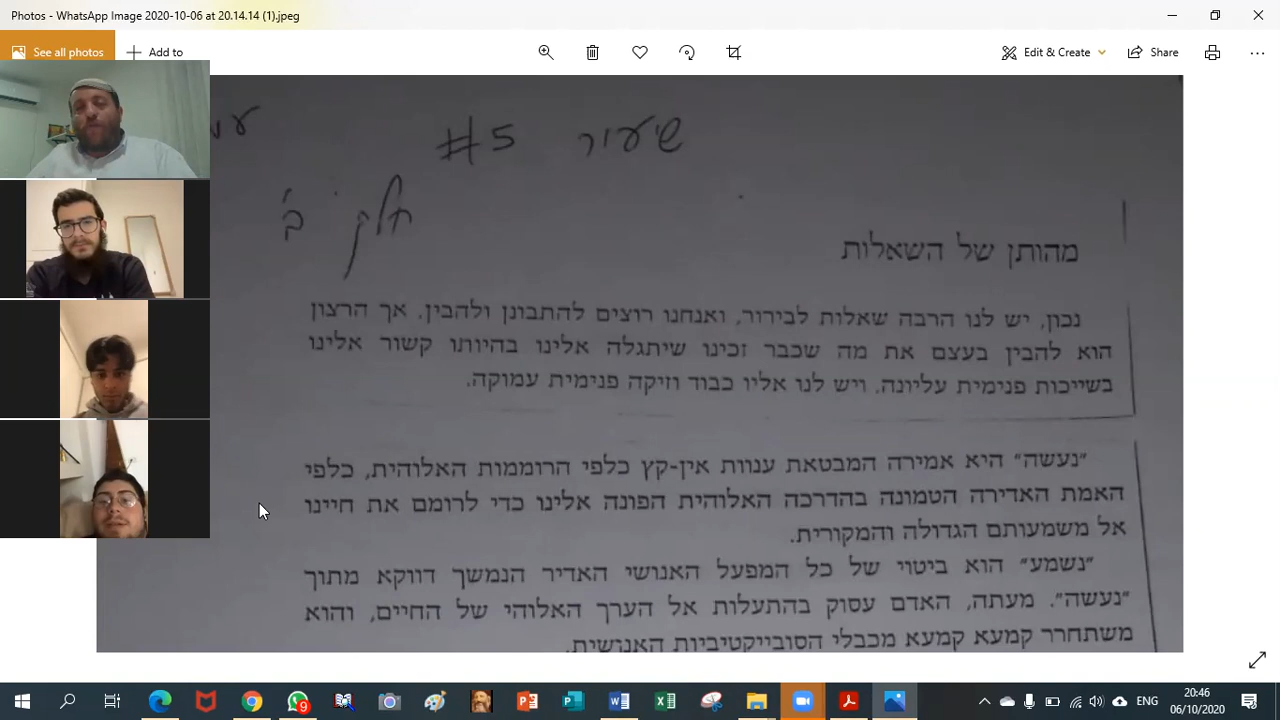 Photos - WhatsApp Image 2020-10-06 at 20.14.14 (1).jpeg
See all photos
Add to
Edit & Create
Share
שיעור #5
חלק ב'
מהותן של השאלות
נכון, יש לנו הרבה שאלות לבירור, ואנחנו רוצים להתבונן ולהבין, אך הרצון
הוא להבין בעצם את מה שכבר זכינו שיתגלה אלינו בהיותו קשור אלינו
בשייכות פנימית עליונה, ויש לנו אליו כבוד וזיקה פנימית עמוקה.
"נעשה" היא אמירה המבטאת ענוות אין-קץ כלפי הרוממות האלוהית, כלפי
האמת האדירה הטמונה בהדרכה האלוהית הפונה אלינו כדי לרומם את חיינו
אל משמעותם הגדולה והמקורית.
"נשמע" הוא ביטוי של כל המפעל האנושי האדיר הנמשך דווקא מתוך
"נעשה". מעתה, האדם עסוק בהתעלות אל הערך האלוהי של החיים, והוא
משתחרר קמעא קמעא מכבלי הסובייקטיביות האנושית.
9
ENG
20:46
06/10/2020